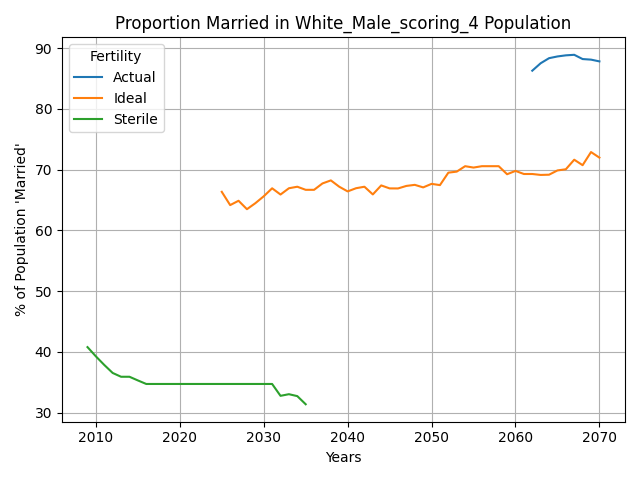 Proportion Married in White_Male_scoring_4 Population
Fertility
Actual
Ideal
Sterile
% of Population 'Married'
90
80
70
60
50
40
30
2010 2020 2030 2040 2050 2060 2070
Years